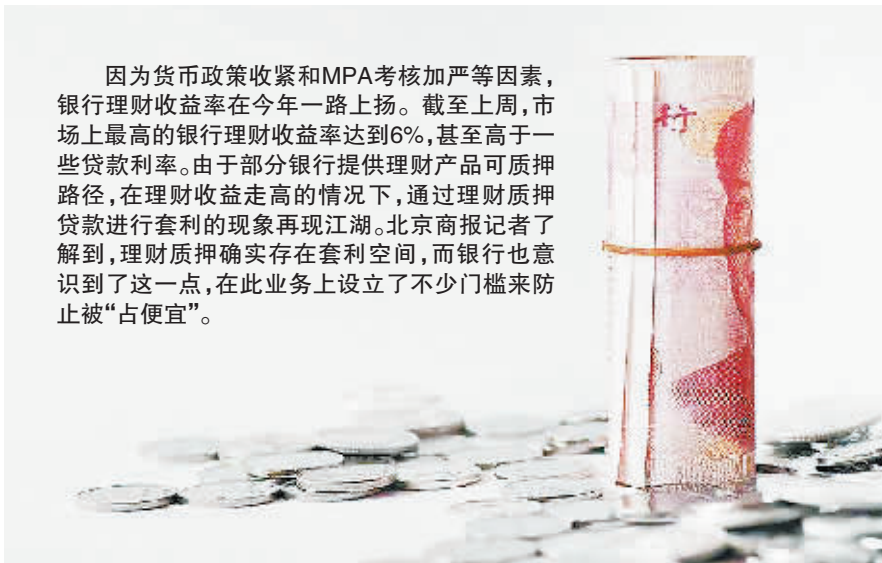 因为货币政策收紧和MPA考核加严等因素，
银行理财收益率在今年一路上扬。截至上周，市
场上最高的银行理财收益率达到6%，甚至高于一
些贷款利率。由于部分银行提供理财产品可质押
路径，在理财收益走高的情况下，通过理财质押
贷款进行套利的现象再现江湖。北京商报记者了
解到，理财质押确实存在套利空间，而银行也意
识到了这一点，在此业务上设立了不少门槛来防
止被“占便宜”。
行